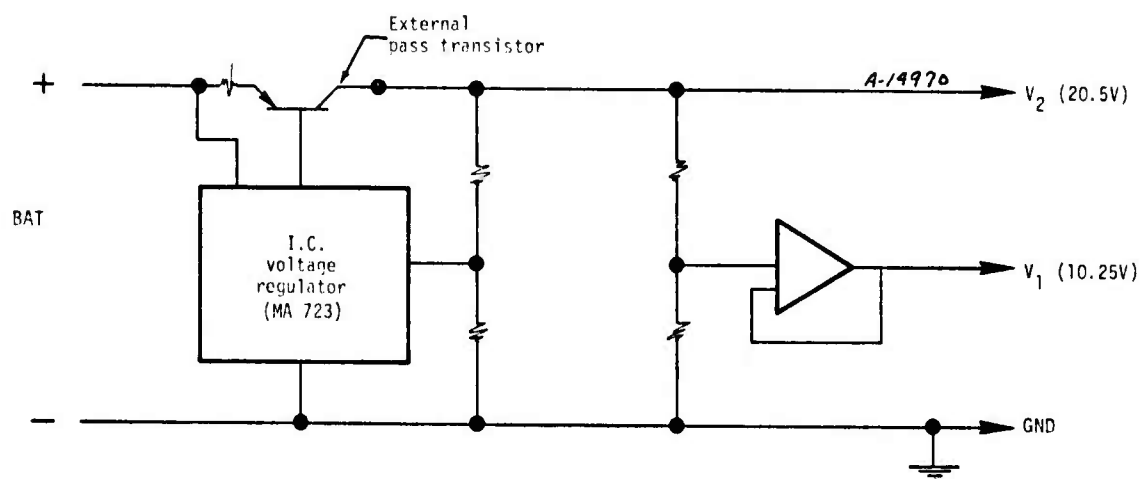 External
pass transistor
+
A-14970
V2 (20.5V)
BAT
I.C.
voltage
regulator
(MA 723)
V1 (10.25V)
−
GND